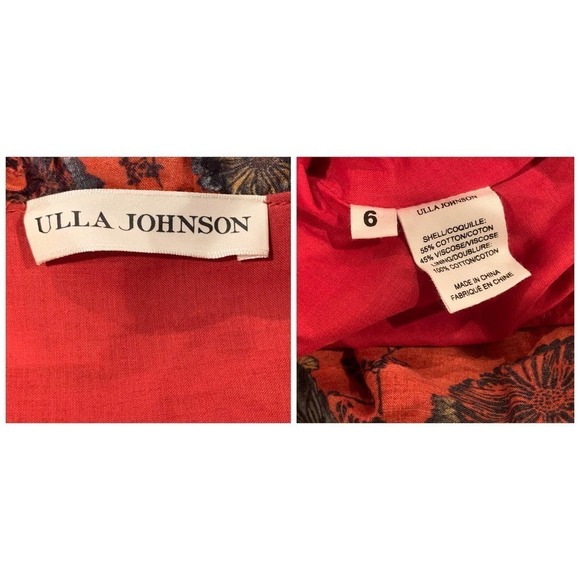 ULLA JOHNSON
6
ULLA JOHNSON
SHELL/COQUILLE:
55% COTTON/COTON
45% VISCOSE/VISCOSE
LINING/DOUBLURE:
100% COTTON/COTON
MADE IN CHINA
FABRIQUÉ EN CHINE